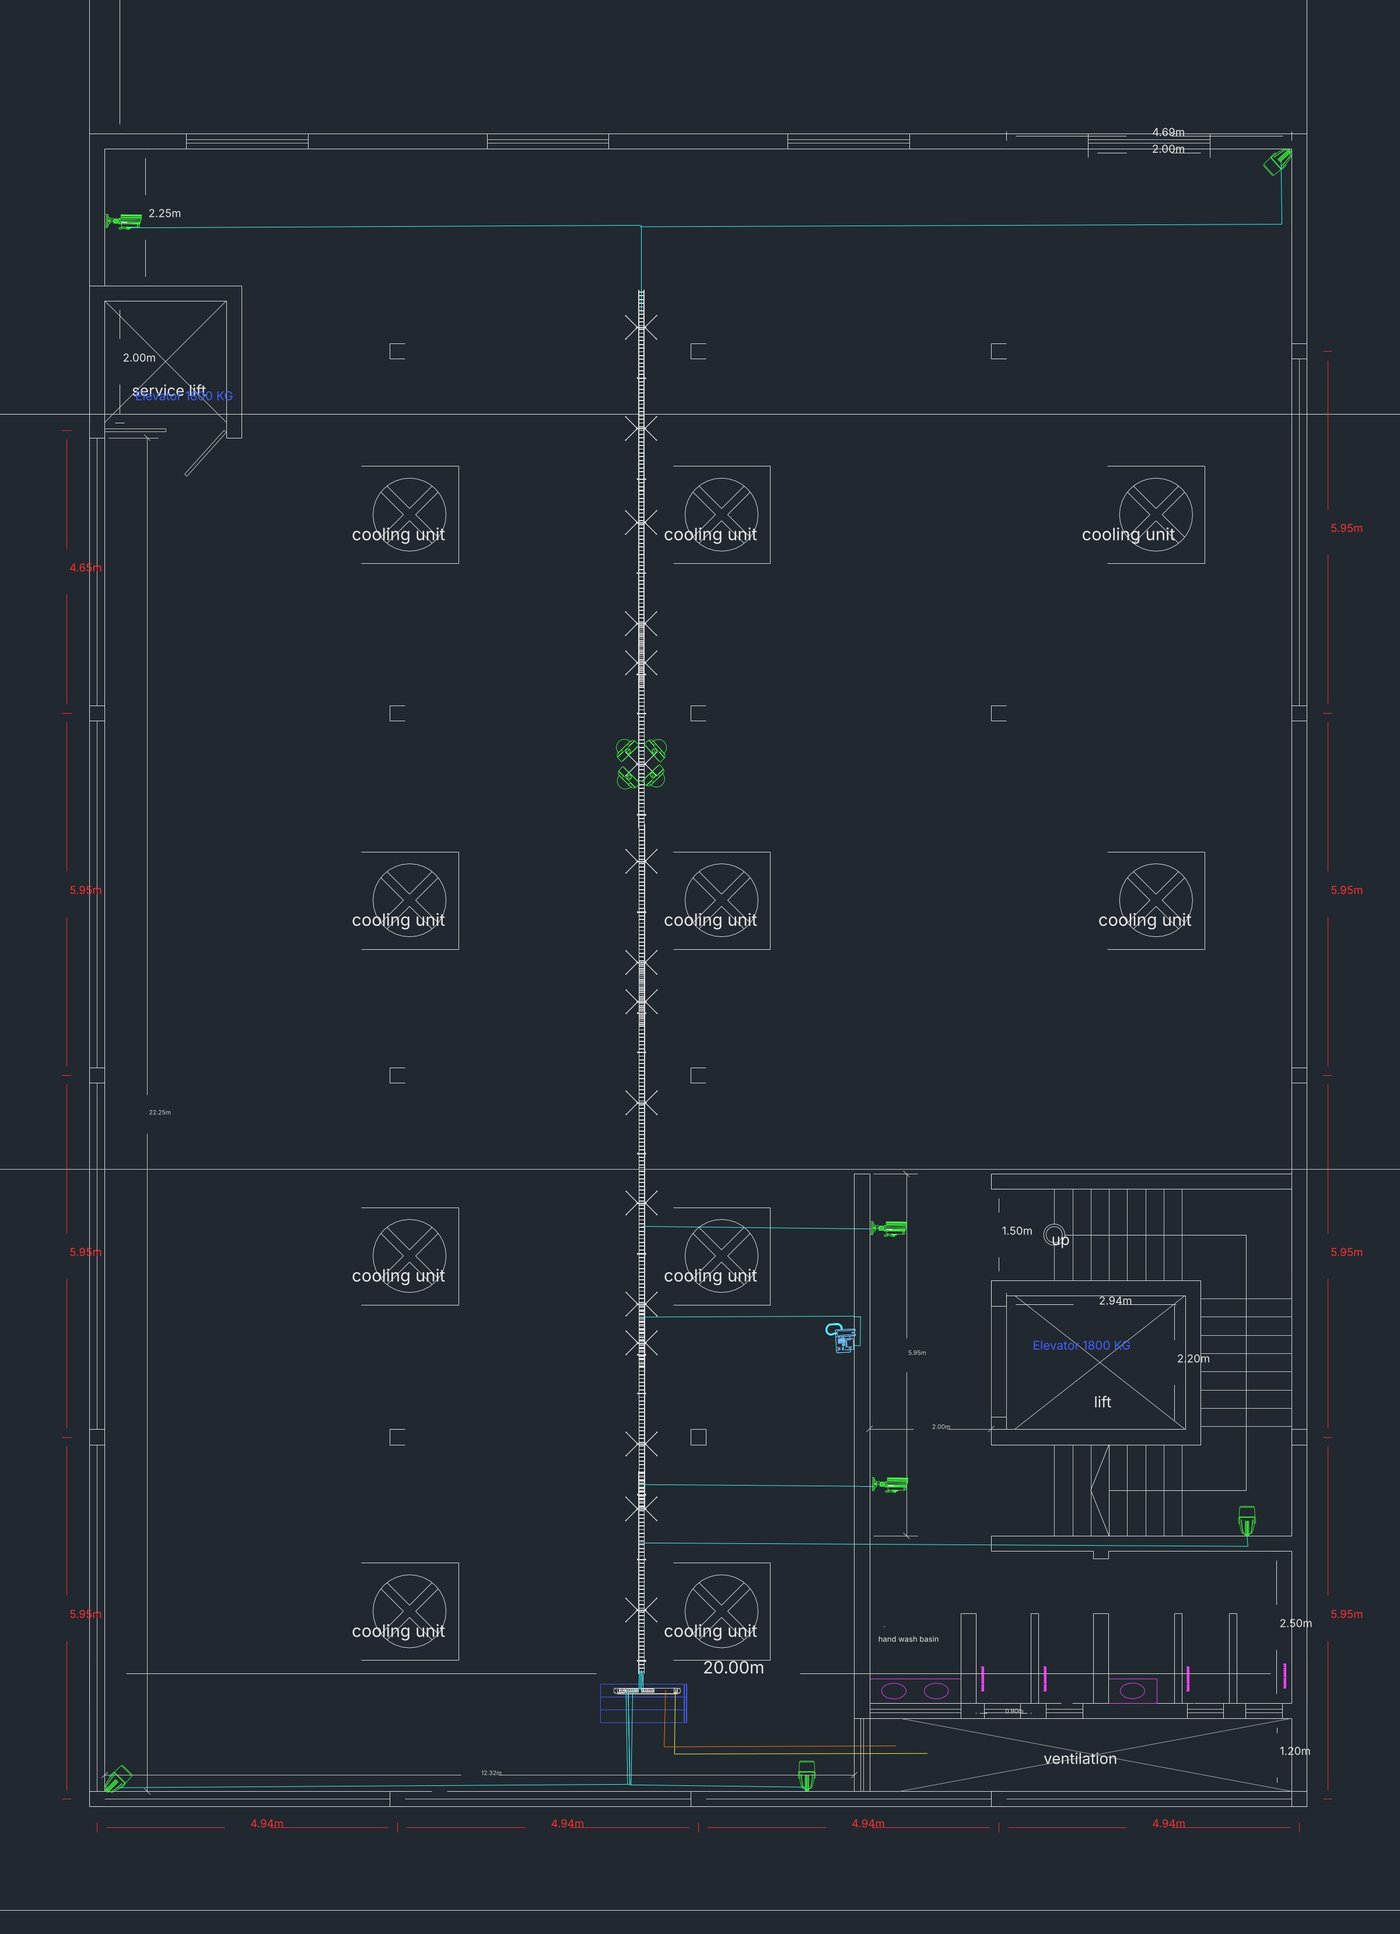 4.69m
2.00m
2.25m
2.00m
service lift
Elevator 1800 KG
5.95m
cooling unit
cooling unit
cooling unit
4.65m
5.95m
cooling unit
cooling unit
cooling unit
5.95m
22.25m
1.50m
up
5.95m
cooling unit
cooling unit
5.95m
2.94m
Elevator 1800 KG
2.20m
5.95m
lift
2.00m
5.95m
cooling unit
cooling unit
5.95m
2.50m
hand wash basin
20.00m
0.90m
1.20m
ventilation
12.32m
4.94m
4.94m
4.94m
4.94m